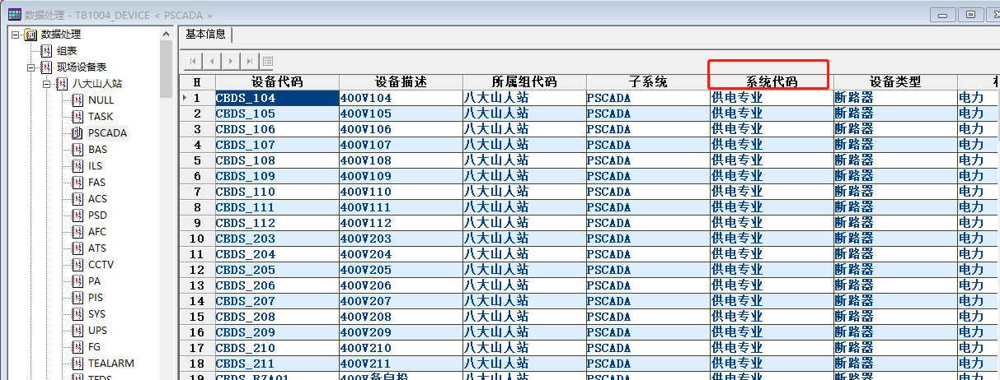 数据处理 - TB1004_DEVICE < PSCADA >
数据处理
组表
现场设备表
八大山人站
NULL
TASK
PSCADA
BAS
ILS
FAS
ACS
PSD
AFC
ATS
CCTV
PA
PIS
SYS
UPS
FG
TEALARM
TEDS
基本信息
H 设备代码 设备描述 所属组代码 子系统 系统代码 设备类型
1 CBDS_104 400V104 八大山人站 PSCADA 供电专业 断路器 电力
2 CBDS_105 400V105 八大山人站 PSCADA 供电专业 断路器 电力
3 CBDS_106 400V106 八大山人站 PSCADA 供电专业 断路器 电力
4 CBDS_107 400V107 八大山人站 PSCADA 供电专业 断路器 电力
5 CBDS_108 400V108 八大山人站 PSCADA 供电专业 断路器 电力
6 CBDS_109 400V109 八大山人站 PSCADA 供电专业 断路器 电力
7 CBDS_110 400V110 八大山人站 PSCADA 供电专业 断路器 电力
8 CBDS_111 400V111 八大山人站 PSCADA 供电专业 断路器 电力
9 CBDS_112 400V112 八大山人站 PSCADA 供电专业 断路器 电力
10 CBDS_203 400V203 八大山人站 PSCADA 供电专业 断路器 电力
11 CBDS_204 400V204 八大山人站 PSCADA 供电专业 断路器 电力
12 CBDS_205 400V205 八大山人站 PSCADA 供电专业 断路器 电力
13 CBDS_206 400V206 八大山人站 PSCADA 供电专业 断路器 电力
14 CBDS_207 400V207 八大山人站 PSCADA 供电专业 断路器 电力
15 CBDS_208 400V208 八大山人站 PSCADA 供电专业 断路器 电力
16 CBDS_209 400V209 八大山人站 PSCADA 供电专业 断路器 电力
17 CBDS_210 400V210 八大山人站 PSCADA 供电专业 断路器 电力
18 CBDS_211 400V211 八大山人站 PSCADA 供电专业 断路器 电力
19 CBDS_BZA01 400V备自投 八大山人站 PSCADA 供电专业 断路器 电力